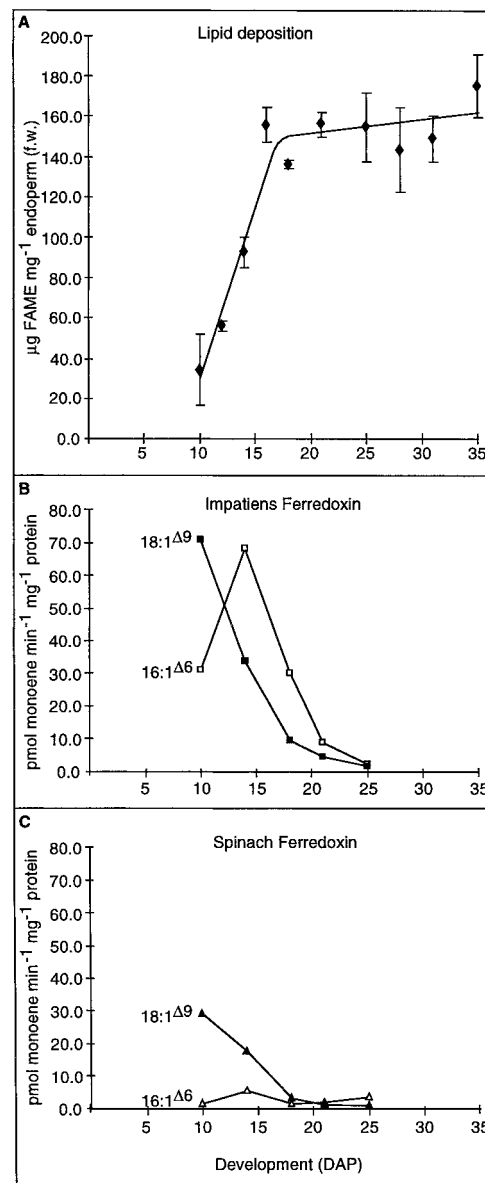 A
Lipid deposition
µg FAME mg-1 endoperm (f.w.)
200.0
180.0
160.0
140.0
120.0
100.0
80.0
60.0
40.0
20.0
0.0
5 10 15 20 25 30 35
B
Impatiens Ferredoxin
pmol monoene min-1 mg-1 protein
80.0
70.0
60.0
50.0
40.0
30.0
20.0
10.0
0.0
18:1Δ9
16:1Δ6
5 10 15 20 25 30 35
C
Spinach Ferredoxin
pmol monoene min-1 mg-1 protein
80.0
70.0
60.0
50.0
40.0
30.0
20.0
10.0
0.0
18:1Δ9
16:1Δ6
5 10 15 20 25 30 35
Development (DAP)